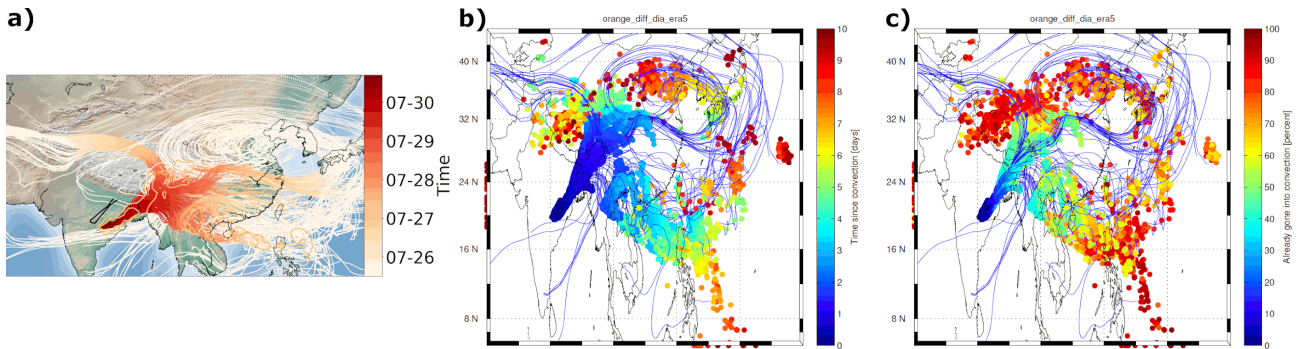 a)
07-30
07-29
07-28
07-27
07-26
Time
b)
orange_diff_dia_era5
40 N
32 N
24 N
16 N
8 N
10
9
8
7
6
5
4
3
2
1
0
Time since convection [days]
c)
orange_diff_dia_era5
40 N
32 N
24 N
16 N
8 N
100
90
80
70
60
50
40
30
20
10
0
Already gone into convection [percent]